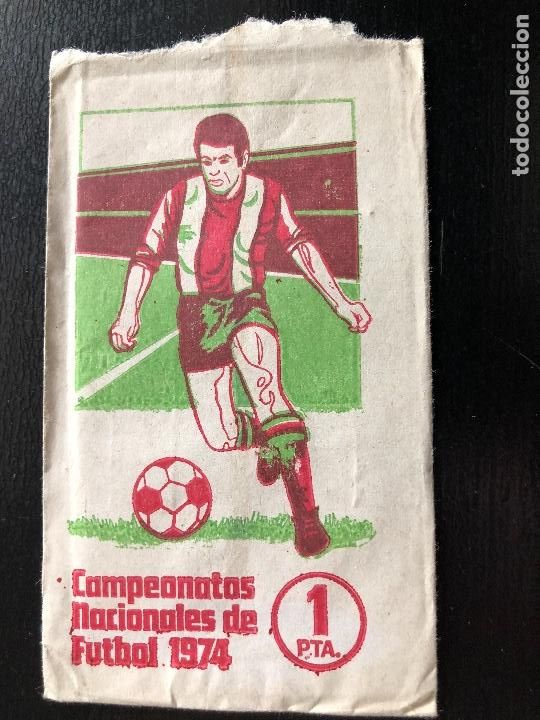 Campeonatos
Nacionales de
Futbol 1974
1
PTA.
todocoleccion